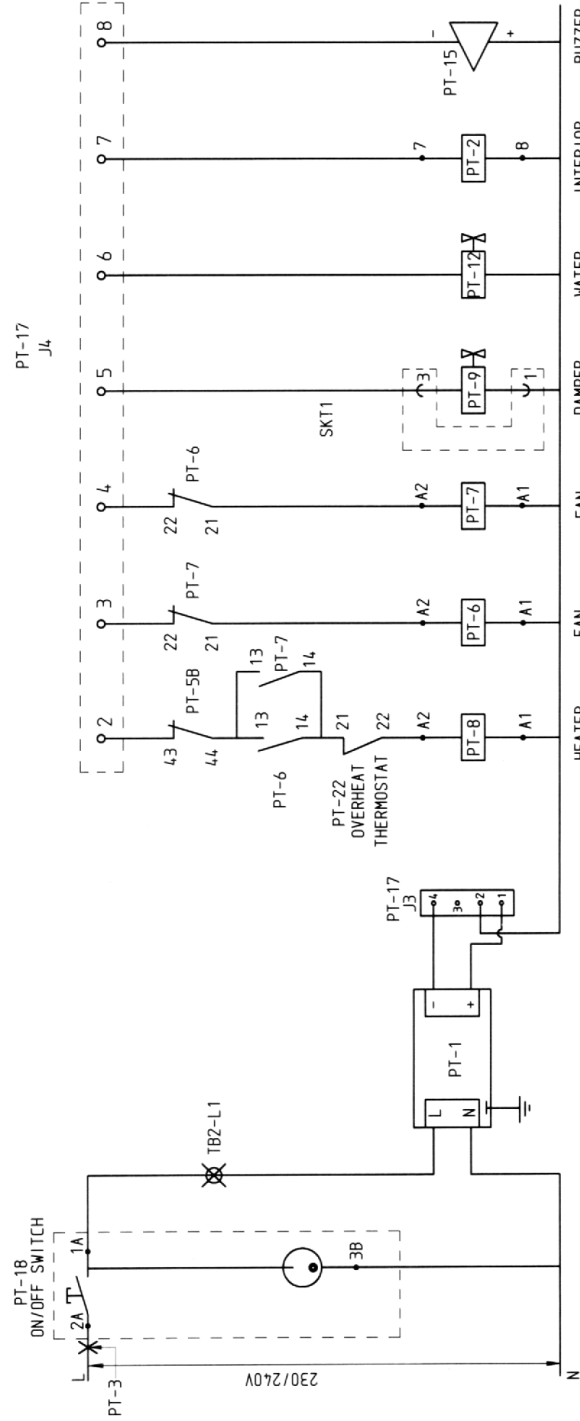 PT-17
J4
2
3
4
5
6
7
8
PT-18
ON/OFF SWITCH
2A
1A
L
PT-3
3B
230/240V
N
TB2-L1
L
N
PT-1
-
+
PT-17
J3
4
3
2
1
43
PT-5B
44
13
14
PT-6
13
PT-7
14
21
22
PT-22
OVERHEAT
THERMOSTAT
A2
PT-8
A1
22
PT-7
21
A2
PT-6
A1
22
PT-6
21
A2
PT-7
A1
SKT1
3
PT-9
1
PT-12
7
PT-2
8
-
PT-15
+
HEATER
FAN
FAN
DAMPER
WATER
INTERIOR
BUZZER